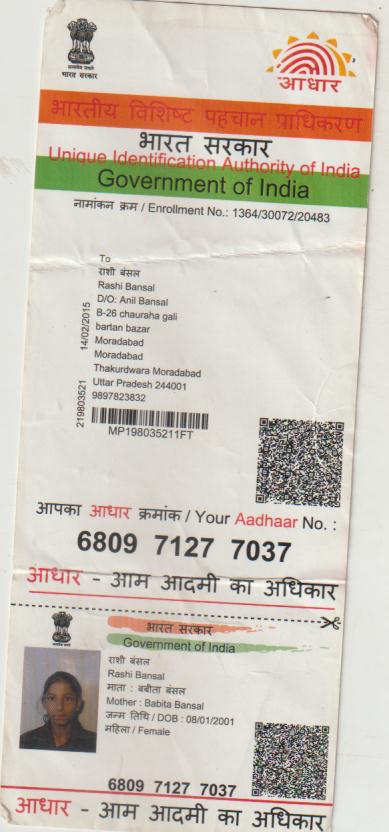 भारत सरकार
आधार
भारतीय विशिष्ट पहचान प्राधिकरण
भारत सरकार
Unique Identification Authority of India
Government of India
नामांकन क्रम / Enrollment No.: 1364/30072/20483
To
राशी बंसल
Rashi Bansal
D/O: Anil Bansal
B-26 chauraha gali
bartan bazar
Moradabad
Moradabad
Thakurdwara Moradabad
Uttar Pradesh 244001
9897823832
14/02/2015
219803521
MP198035211FT
आपका आधार क्रमांक / Your Aadhaar No. :
6809 7127 7037
आधार - आम आदमी का अधिकार
भारत सरकार
Government of India
राशी बंसल
Rashi Bansal
माता : बबीता बंसल
Mother : Babita Bansal
जन्म तिथि / DOB : 08/01/2001
महिला / Female
6809 7127 7037
आधार - आम आदमी का अधिकार